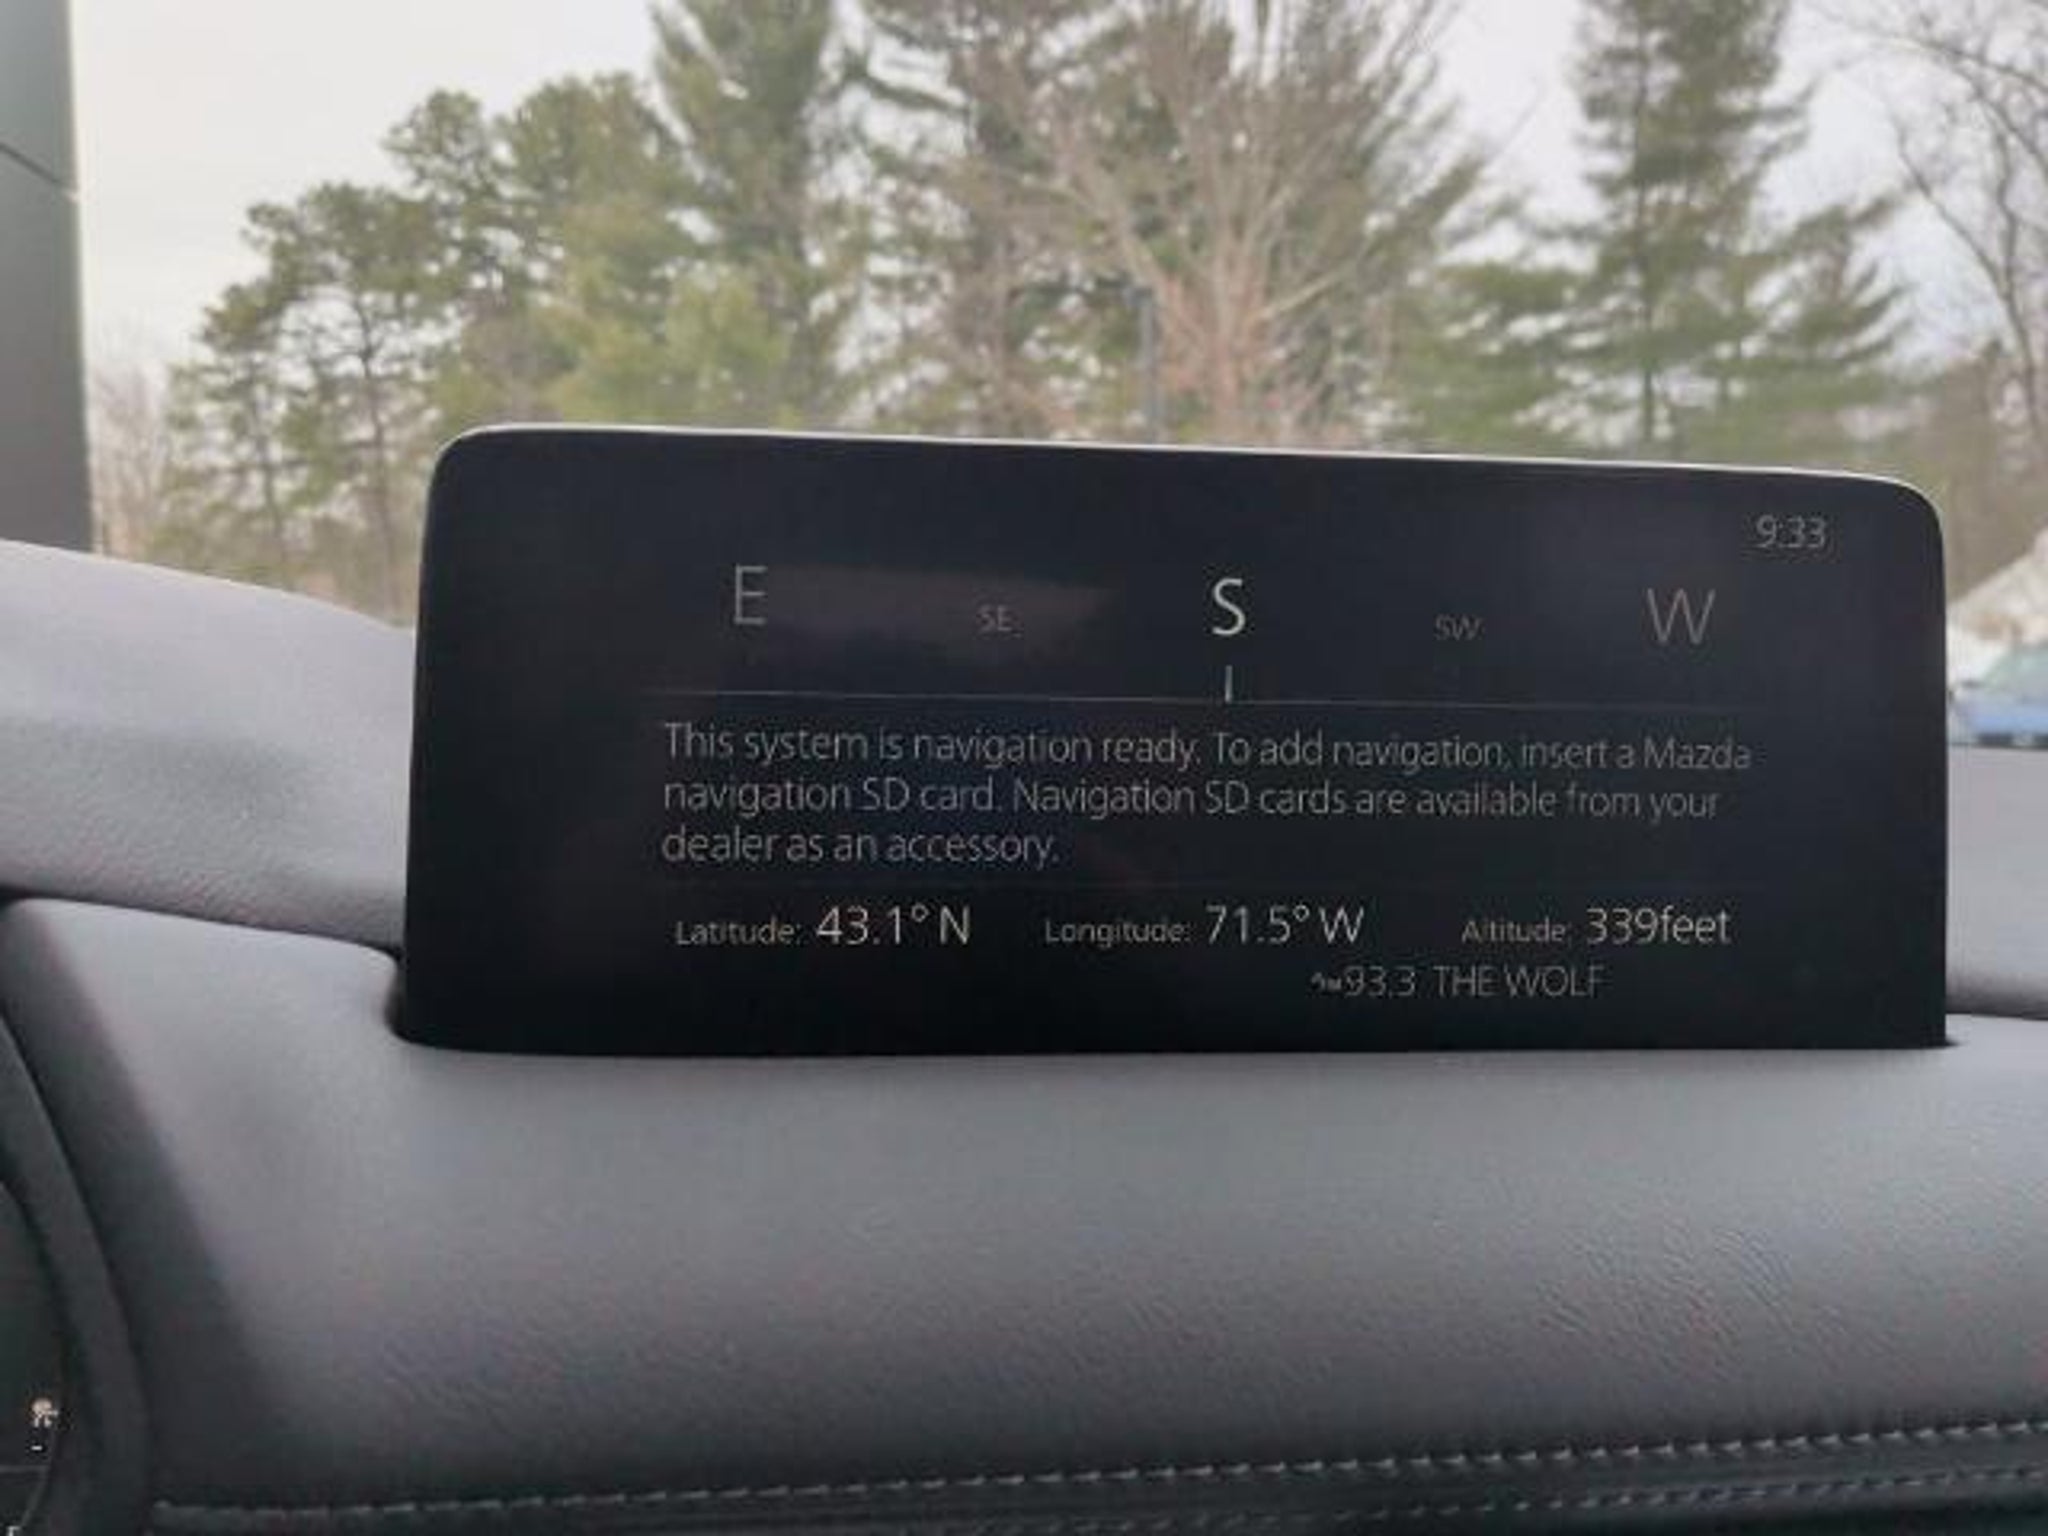 9:33
E SE S SW W
This system is navigation ready. To add navigation, insert a Mazda
navigation SD card. Navigation SD cards are available from your
dealer as an accessory.
Latitude: 43.1° N Longitude: 71.5° W Altitude: 339feet
93.3 THE WOLF